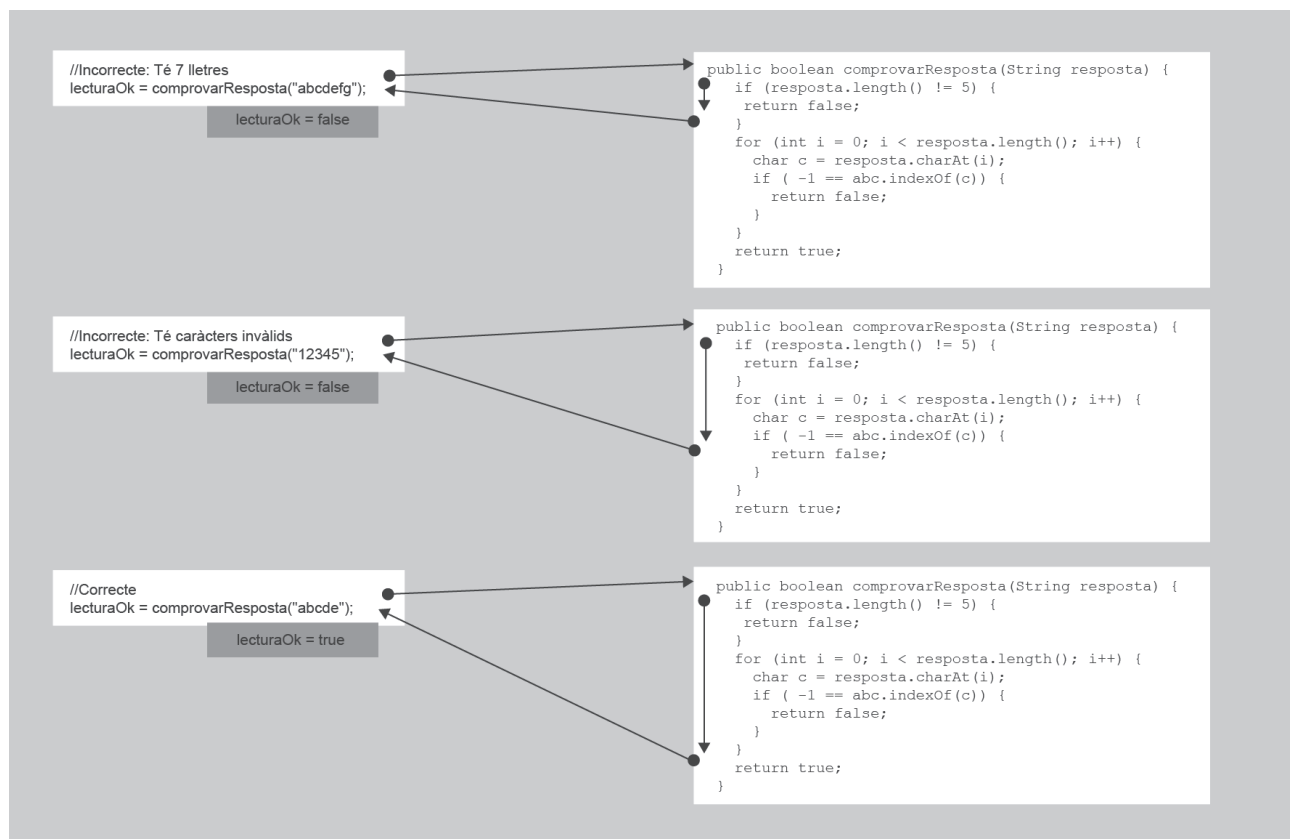 //Incorrecte: Té 7 lletres
lecturaOk = comprovarResposta("abcdefg");
lecturaOk = false
public boolean comprovarResposta(String resposta) {
if (resposta.length() != 5) {
return false;
}
for (int i = 0; i < resposta.length(); i++) {
char c = resposta.charAt(i);
if ( -1 == abc.indexOf(c)) {
return false;
}
}
return true;
}
//Incorrecte: Té caràcters invàlids
lecturaOk = comprovarResposta("12345");
lecturaOk = false
public boolean comprovarResposta(String resposta) {
if (resposta.length() != 5) {
return false;
}
for (int i = 0; i < resposta.length(); i++) {
char c = resposta.charAt(i);
if ( -1 == abc.indexOf(c)) {
return false;
}
}
return true;
}
//Correcte
lecturaOk = comprovarResposta("abcde");
lecturaOk = true
public boolean comprovarResposta(String resposta) {
if (resposta.length() != 5) {
return false;
}
for (int i = 0; i < resposta.length(); i++) {
char c = resposta.charAt(i);
if ( -1 == abc.indexOf(c)) {
return false;
}
}
return true;
}